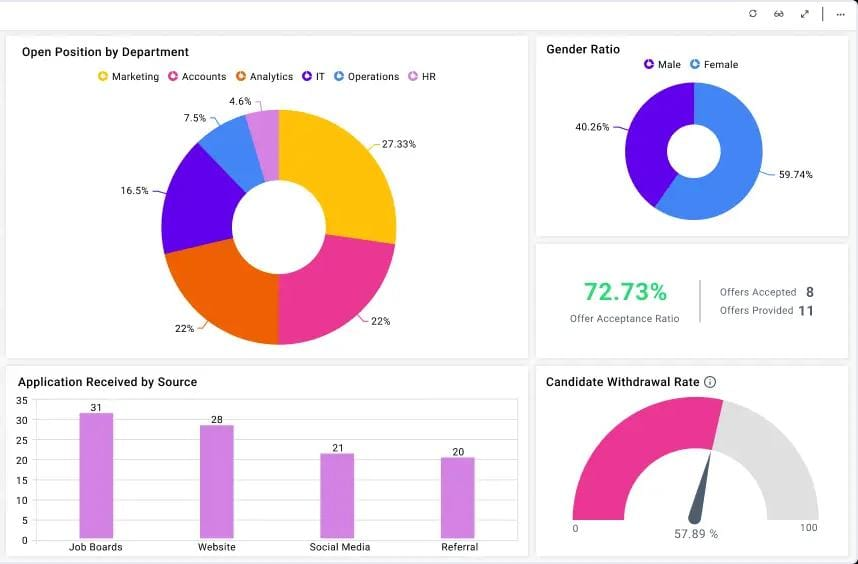 Open Position by Department
Marketing Accounts Analytics IT Operations HR
4.6%
7.5%
27.33%
16.5%
22%
22%
Gender Ratio
Male Female
40.26%
59.74%
72.73%
Offer Acceptance Ratio
Offers Accepted 8
Offers Provided 11
Application Received by Source
35
30
25
20
15
10
5
0
31
28
21
20
Job Boards Website Social Media Referral
Candidate Withdrawal Rate
0
100
57.89 %